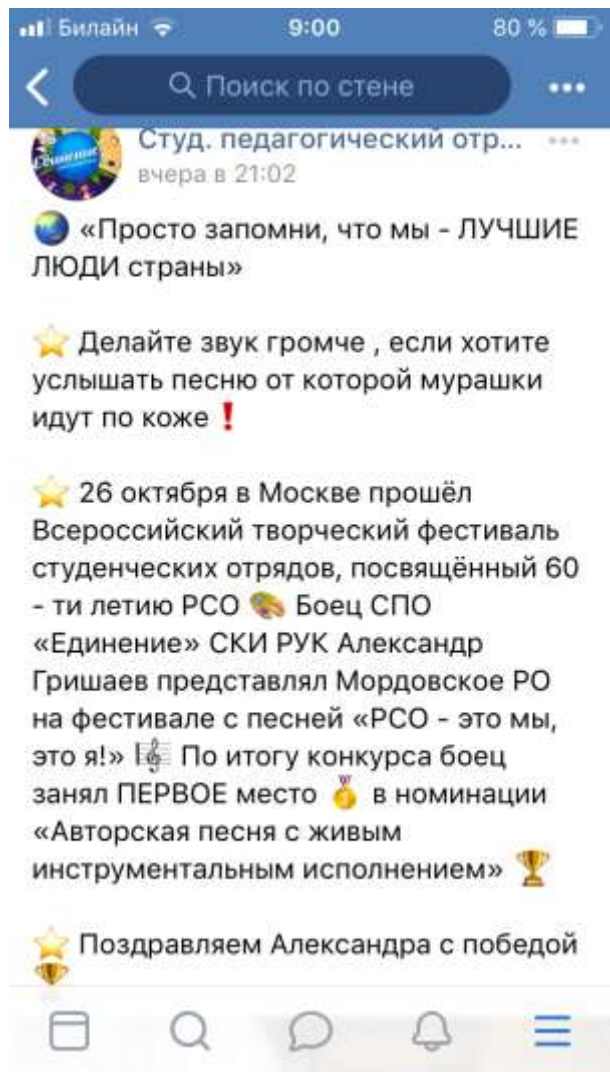 Билайн 9:00 80 %
Поиск по стене
Единение
Студ. педагогический отр...
вчера в 21:02
«Просто запомни, что мы - ЛУЧШИЕ
ЛЮДИ страны»
Делайте звук громче , если хотите
услышать песню от которой мурашки
идут по коже❗
26 октября в Москве прошёл
Всероссийский творческий фестиваль
студенческих отрядов, посвящённый 60
- ти летию РСО 🎨 Боец СПО
«Единение» СКИ РУК Александр
Гришаев представлял Мордовское РО
на фестивале с песней «РСО - это мы,
это я!» 🎼 По итогу конкурса боец
занял ПЕРВОЕ место 🥇 в номинации
«Авторская песня с живым
инструментальным исполнением» 🏆
Поздравляем Александра с победой